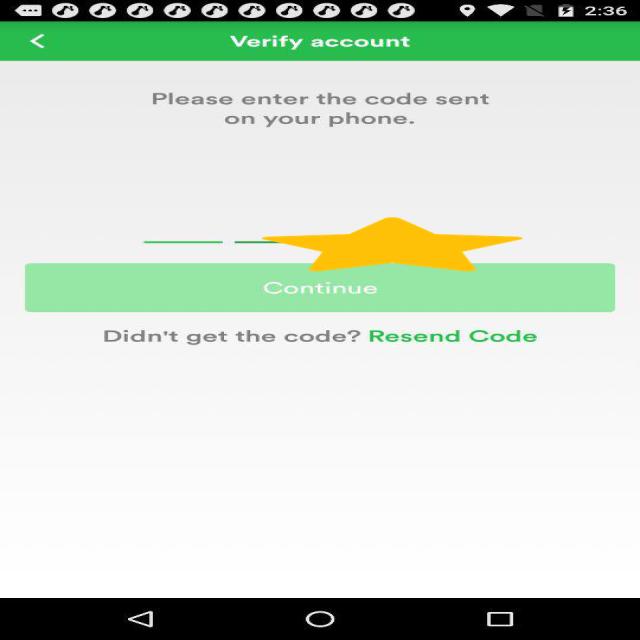 2:36
Verify account
Please enter the code sent
on your phone.
Continue
Didn't get the code? Resend Code